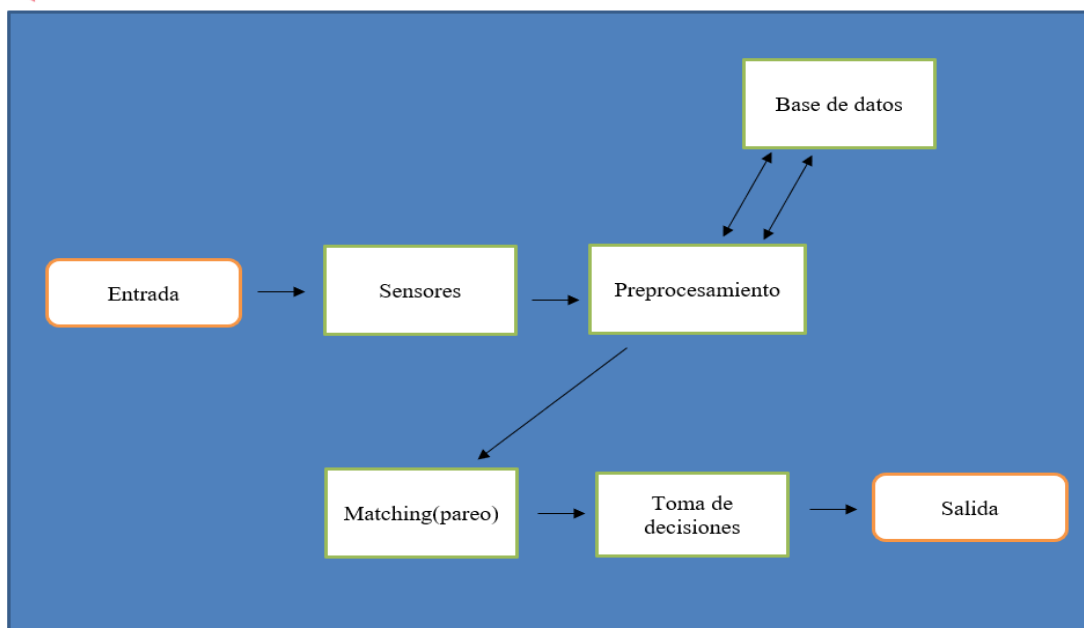 Base de datos
Entrada
Sensores
Preprocesamiento
Matching(pareo)
Toma de
decisiones
Salida